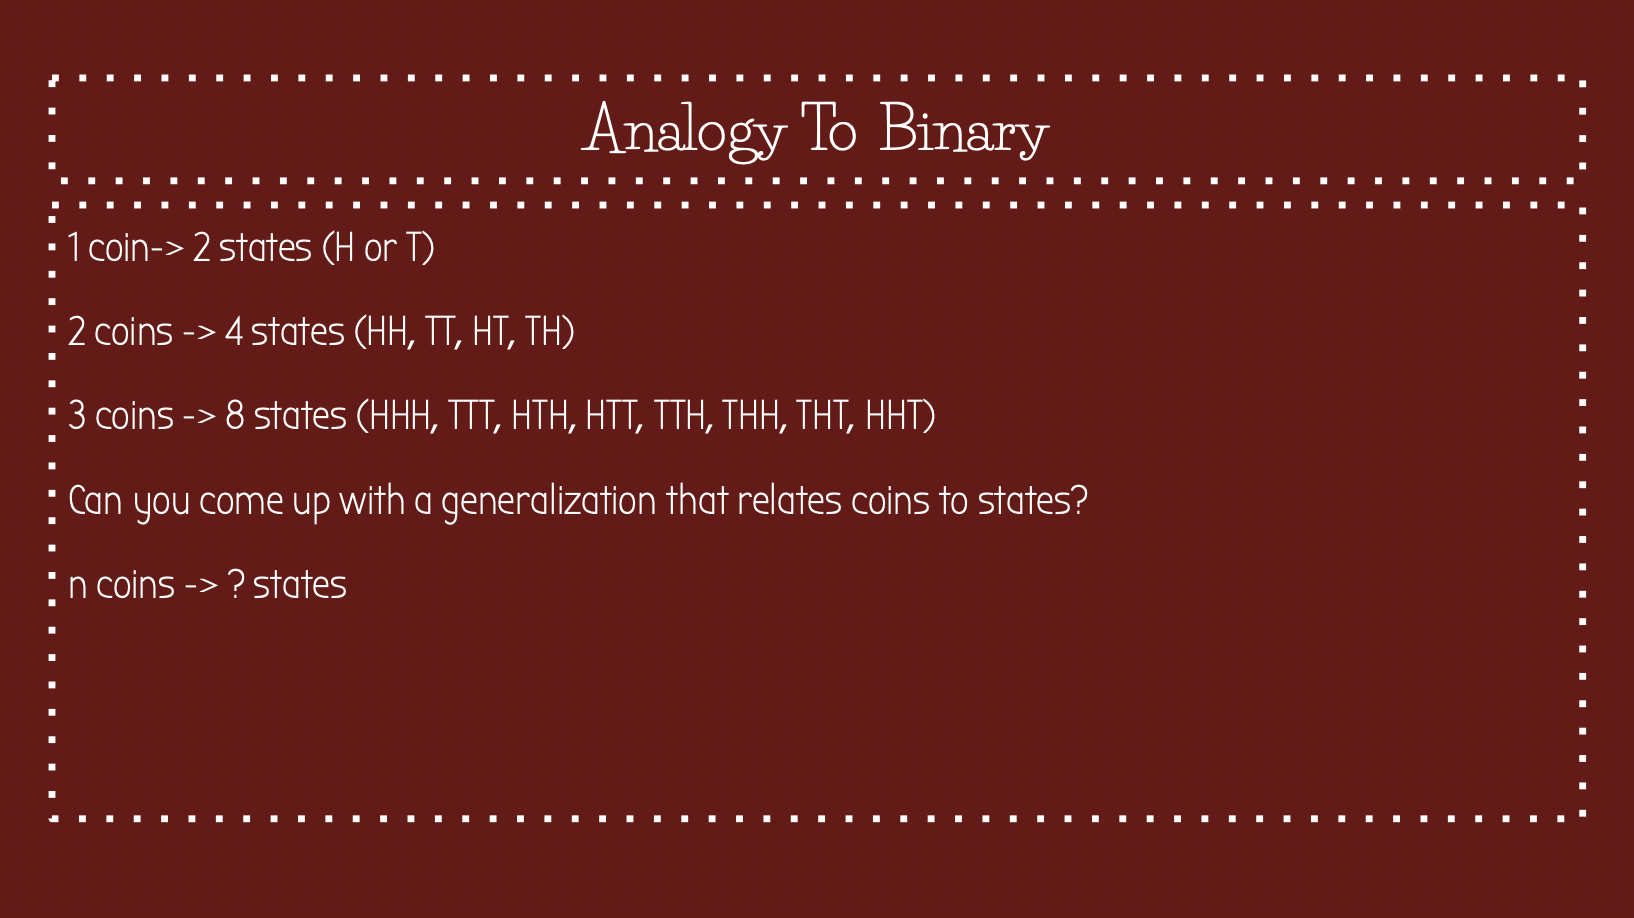 Analogy To Binary
1 coin-> 2 states (H or T)
2 coins -> 4 states (HH, TT, HT, TH)
3 coins -> 8 states (HHH, TTT, HTH, HTT, TTH, THH, THT, HHT)
Can you come up with a generalization that relates coins to states?
n coins -> ? states